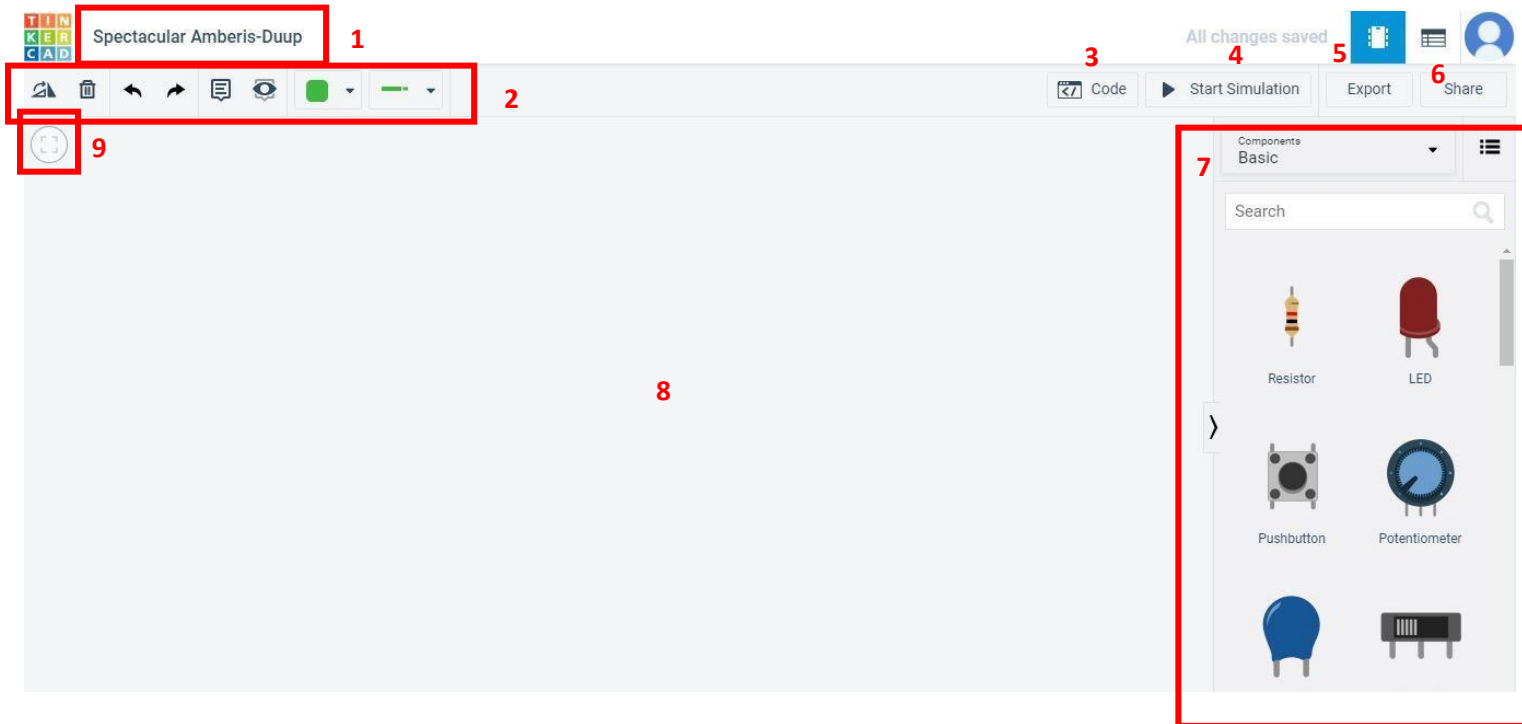 TIN
KER
CAD
Spectacular Amberis-Duup
1
All changes saved
2
3
4
5
6
Code
Start Simulation
Export
Share
9
7
Components
Basic
Search
8
Resistor
LED
Pushbutton
Potentiometer